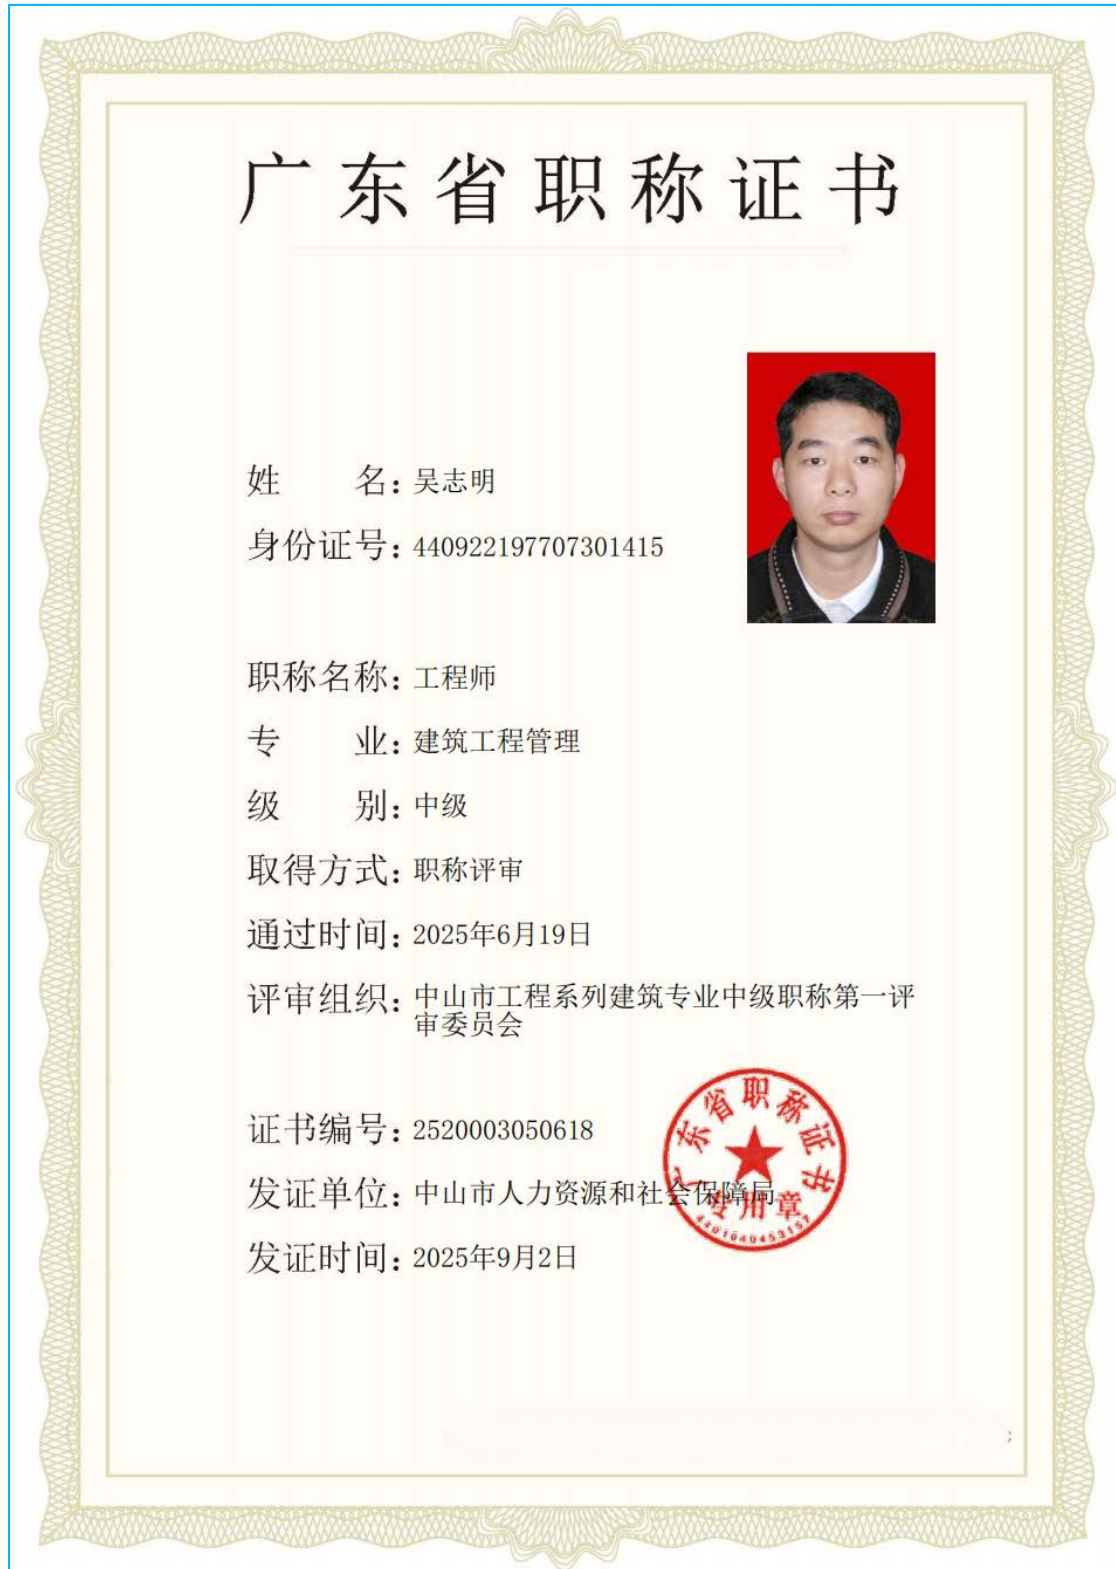 广东省职称证书
姓名：吴志明
身份证号：440922197707301415
职称名称：工程师
专业：建筑工程管理
级别：中级
取得方式：职称评审
通过时间：2025年6月19日
评审组织：中山市工程系列建筑专业中级职称第一评
审委员会
证书编号：2520003050618
发证单位：中山市人力资源和社会保障局
发证时间：2025年9月2日
广东省职称证书
专用章